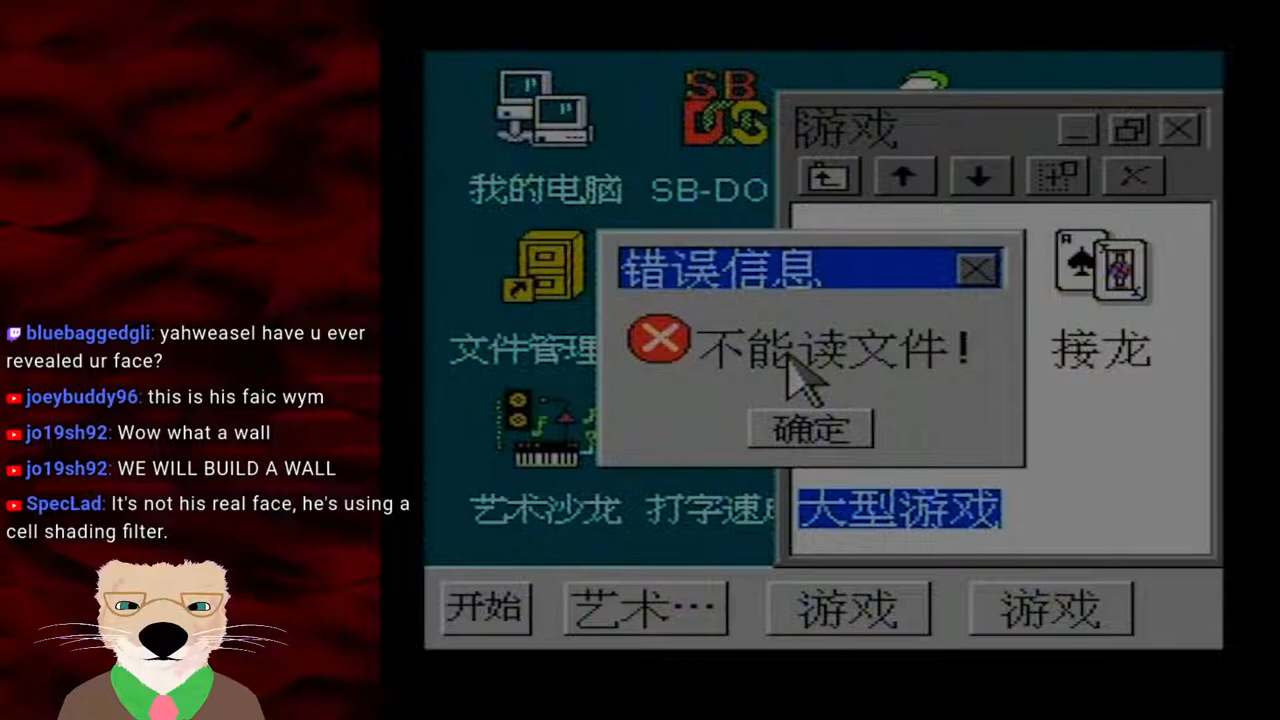 bluebaggedgli: yahweasel have u ever
revealed ur face?
joeybuddy96: this is his faic wym
jo19sh92: Wow what a wall
jo19sh92: WE WILL BUILD A WALL
SpecLad: It's not his real face, he's using a
cell shading filter.
SB
DOS
我的电脑
SB-DO
文件管理
艺术沙龙
打字速
游戏
错误信息
不能读文件!
确定
A
接龙
大型游戏
开始
艺术…
游戏
游戏